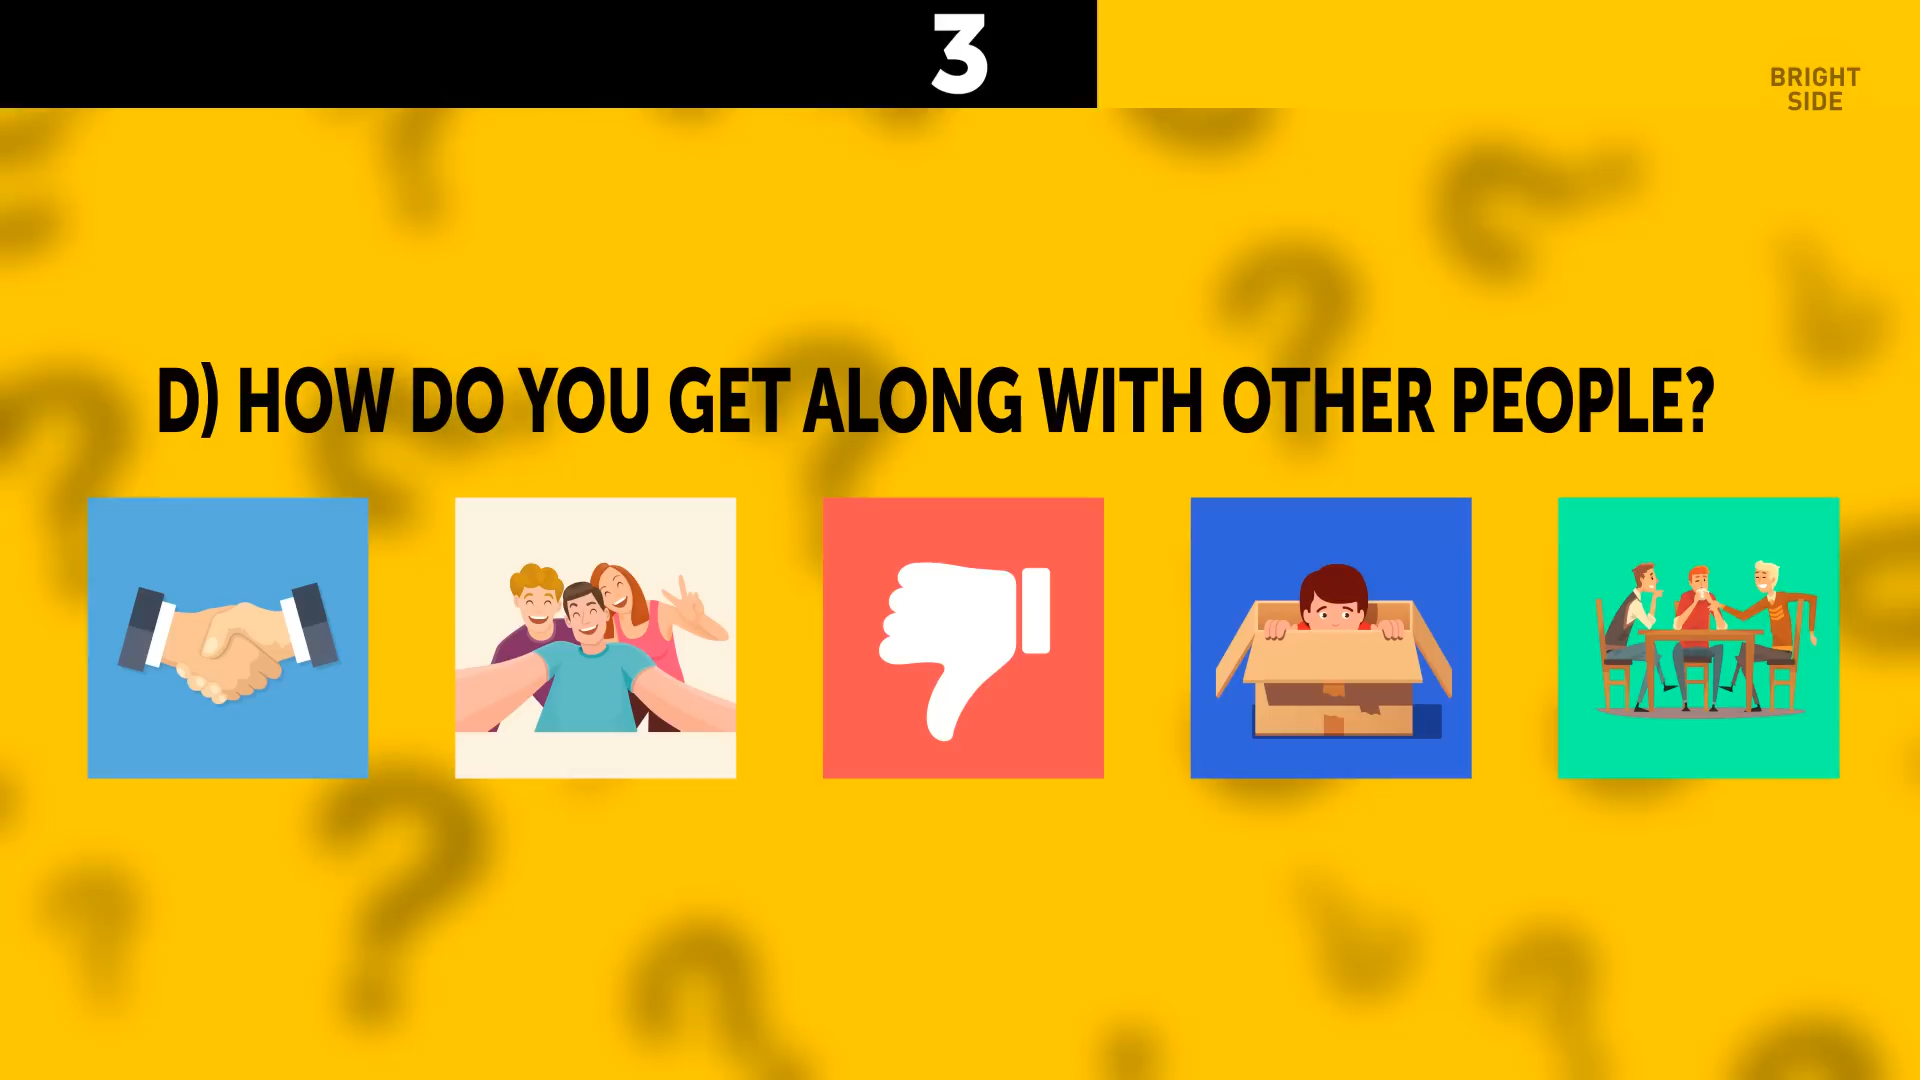 3
BRIGHT
SIDE
D) HOW DO YOU GET ALONG WITH OTHER PEOPLE?